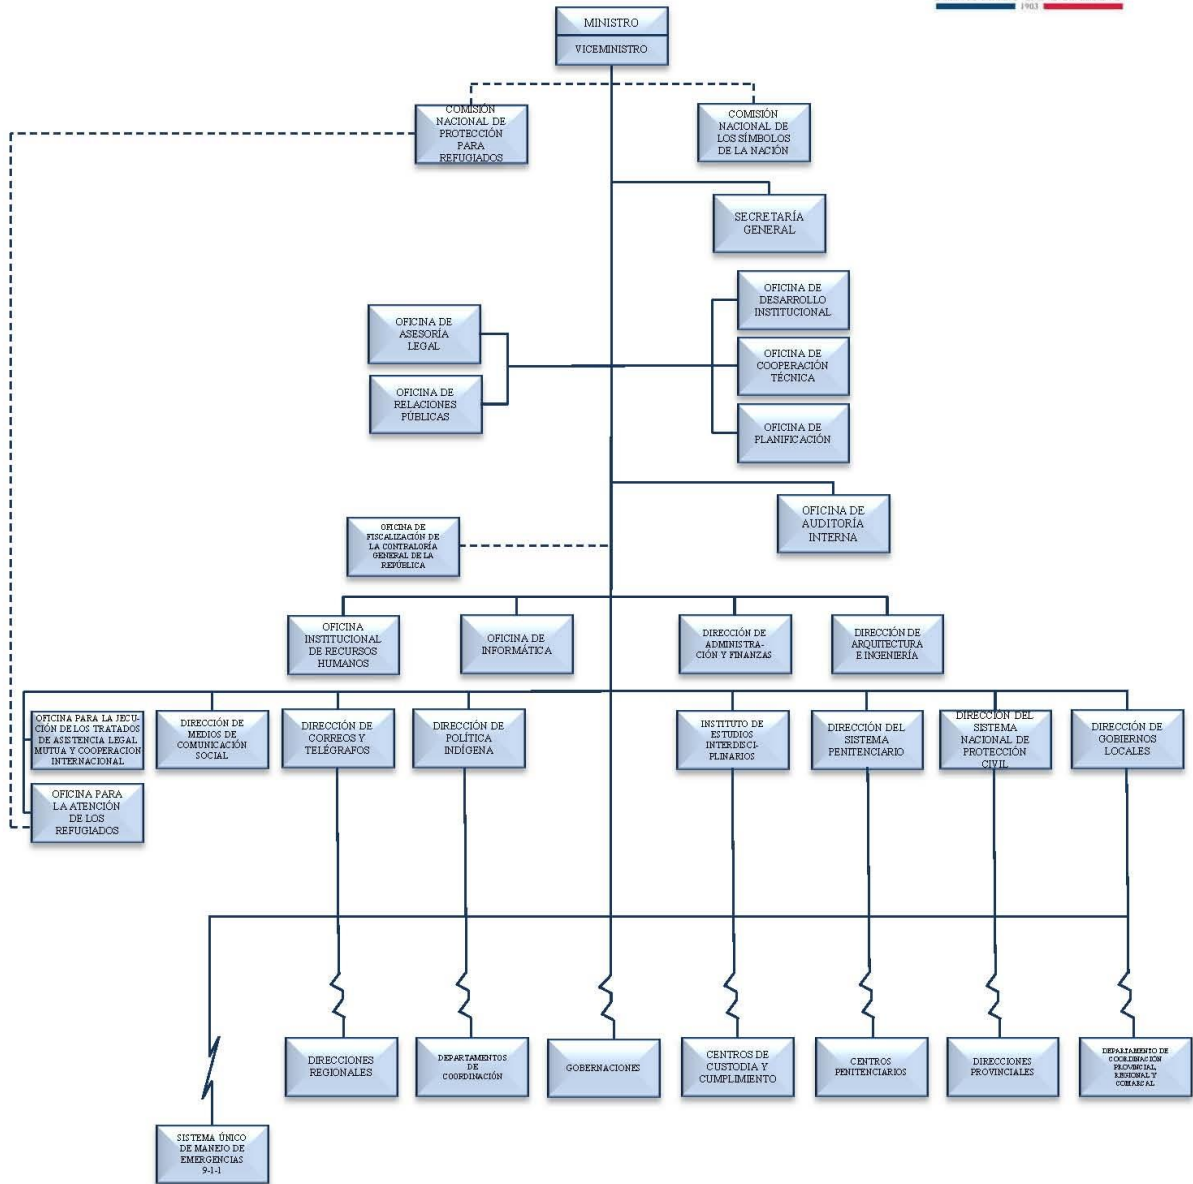 1903
MINISTRO
VICEMINISTRO
COMISIÓN
NACIONAL DE
PROTECCIÓN
PARA
REFUGIADOS
COMISIÓN
NACIONAL DE
LOS SÍMBOLOS
DE LA NACIÓN
SECRETARÍA
GENERAL
OFICINA DE
ASESORÍA
LEGAL
OFICINA DE
RELACIONES
PÚBLICAS
OFICINA DE
DESARROLLO
INSTITUCIONAL
OFICINA DE
COOPERACIÓN
TÉCNICA
OFICINA DE
PLANIFICACIÓN
OFICINA DE
AUDITORÍA
INTERNA
OFICINA DE
FISCALIZACIÓN DE
LA CONTRALORÍA
GENERAL DE LA
REPÚBLICA
OFICINA
INSTITUCIONAL
DE RECURSOS
HUMANOS
OFICINA DE
INFORMÁTICA
DIRECCIÓN DE
ADMINISTRA-
CIÓN Y FINANZAS
DIRECCIÓN DE
ARQUITECTURA
E INGENIERÍA
OFICINA PARA LA JECU-
CIÓN DE LOS TRATADOS
DE ASISTENCIA LEGAL
MUTUA Y COOPERACION
INTERNACIONAL
DIRECCIÓN DE
MEDIOS DE
COMUNICACIÓN
SOCIAL
DIRECCIÓN DE
CORREOS Y
TELÉGRAFOS
DIRECCIÓN DE
POLÍTICA
INDÍGENA
INSTITUTO DE
ESTUDIOS
INTERDISCI-
PLINARIOS
DIRECCIÓN DEL
SISTEMA
PENITENCIARIO
DIRECCIÓN DEL
SISTEMA
NACIONAL DE
PROTECCIÓN
CIVIL
DIRECCIÓN DE
GOBIERNOS
LOCALES
OFICINA PARA
LA ATENCIÓN
DE LOS
REFUGIADOS
DIRECCIONES
REGIONALES
DEPARTAMENTOS
DE
COORDINACIÓN
GOBERNACIONES
CENTROS DE
CUSTODIA Y
CUMPLIMIENTO
CENTROS
PENITENCIARIOS
DIRECCIONES
PROVINCIALES
DEPARTAMENTO DE
COORDINACIÓN
PROVINCIAL,
REGIONAL Y
COMARCAL
SISTEMA ÚNICO
DE MANEJO DE
EMERGENCIAS
9-1-1